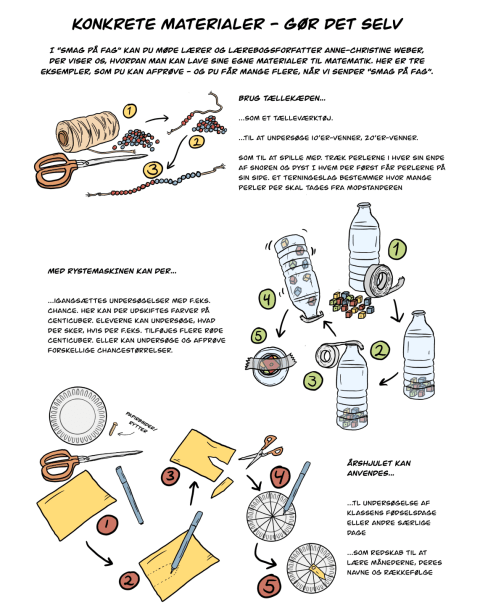 KONKRETE MATERIALER - GØR DET SELV
I "SMAG PÅ FAG" KAN DU MØDE LÆRER OG LÆREBOGSFORFATTER ANNE-CHRISTINE WEBER,
DER VISER OS, HVORDAN MAN KAN LAVE SINE EGNE MATERIALER TIL MATEMATIK. HER ER TRE
EKSEMPLER, SOM DU KAN AFPRØVE - OG DU FÅR MANGE FLERE, NÅR VI SENDER "SMAG PÅ FAG".
BRUG TÆLLEKÆDEN...
...SOM ET TÆLLEVÆRKTØJ.
...TIL AT UNDERSØGE 10'ER-VENNER, 20'ER-VENNER.
SOM TIL AT SPILLE MED. TRÆK PERLERNE I HVER SIN ENDE
AF SNOREN OG DYST I HVEM DER FØRST FÅR PERLERNE PÅ
SIN SIDE. ET TERNINGESLAG BESTEMMER HVOR MANGE
PERLER DER SKAL TAGES FRA MODSTANDEREN
1
2
3
MED RYSTEMASKINEN KAN DER...
...IGANGSÆTTES UNDERSØGELSER MED F.EKS.
CHANCE. HER KAN DER UDSKIFTES FARVER PÅ
CENTICUBER. ELEVERNE KAN UNDERSØGE, HVAD
DER SKER, HVIS DER F.EKS. TILFØJES FLERE RØDE
CENTICUBER. ELLER KAN UNDERSØGE OG AFPRØVE
FORSKELLIGE CHANCESTØRRELSER.
1
2
3
4
5
PAPIRBINDER/
RYTTER
1
2
3
4
5
ÅRSHJULET KAN
ANVENDES...
...TL UNDERSØGELSE AF
KLASSENS FØDSELSDAGE
ELLER ANDRE SÆRLIGE
DAGE
...SOM REDSKAB TIL AT
LÆRE MÅNEDERNE, DERES
NAVNE OG RÆKKEFØLGE